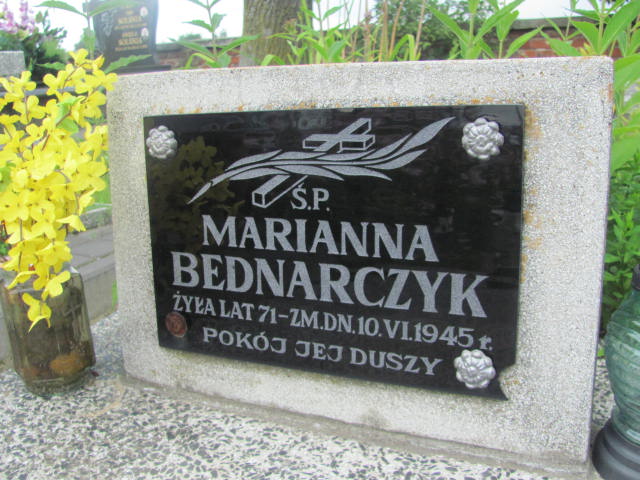 Ś.P.
MARIANNA
BEDNARCZYK
ŻYŁA LAT 71-ZM.DN.10.VI.1945 r.
POKÓJ JEJ DUSZY